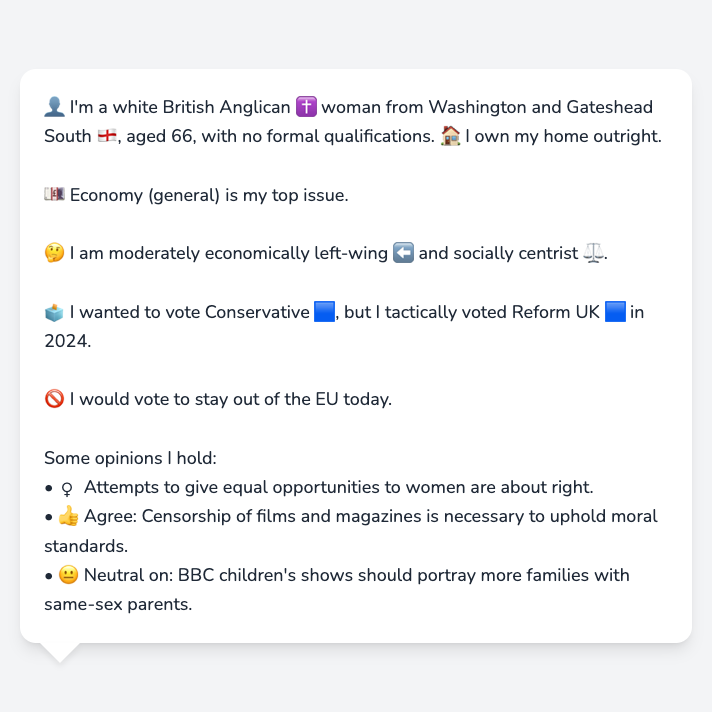 👤 I'm a white British Anglican ✝️ woman from Washington and Gateshead
South 🏴󠁧󠁢󠁥󠁮󠁧󠁿, aged 66, with no formal qualifications. 🏠 I own my home outright.
💷 Economy (general) is my top issue.
🤔 I am moderately economically left-wing ⬅️ and socially centrist ⚖️.
🗳️ I wanted to vote Conservative 🟦, but I tactically voted Reform UK 🟦 in
2024.
🚫 I would vote to stay out of the EU today.
Some opinions I hold:
• ♀️ Attempts to give equal opportunities to women are about right.
• 👍 Agree: Censorship of films and magazines is necessary to uphold moral
standards.
• 😐 Neutral on: BBC children's shows should portray more families with
same-sex parents.